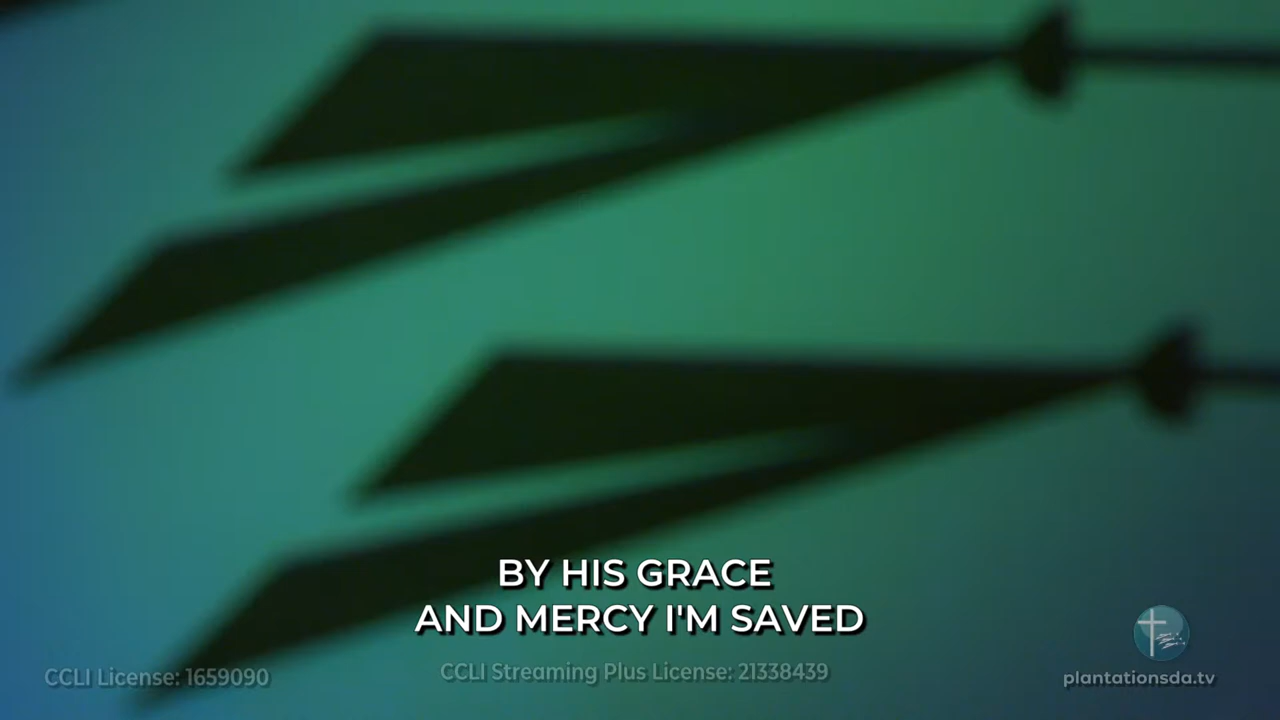 BY HIS GRACE
AND MERCY I'M SAVED
CCLI License: 1659090
CCLI Streaming Plus License: 21338439
plantationsda.tv